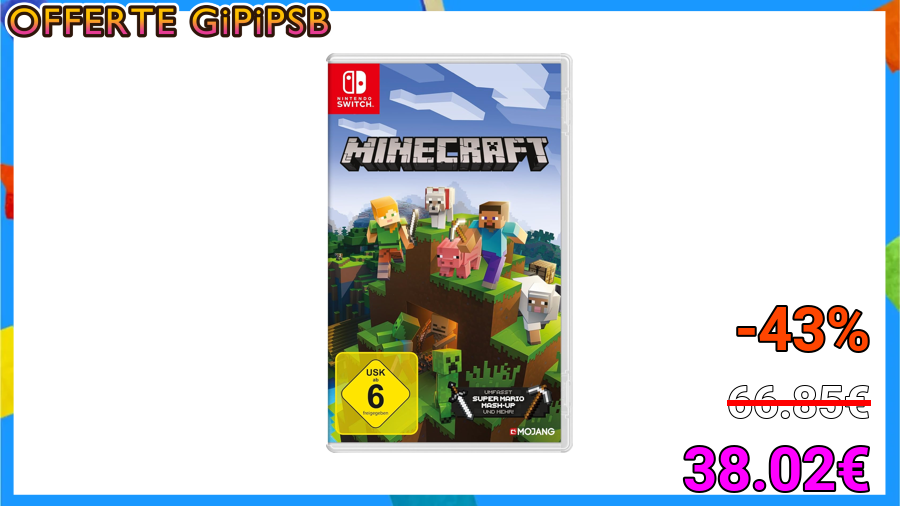 OFFERTE GiPiPSB
NINTENDO
SWITCH.
MINECRAFT
USK
ab
6
freigegeben
UMFASST
SUPER MARIO
MASH-UP
UND MEHR!
MOJANG
-43%
66.85€
38.02€